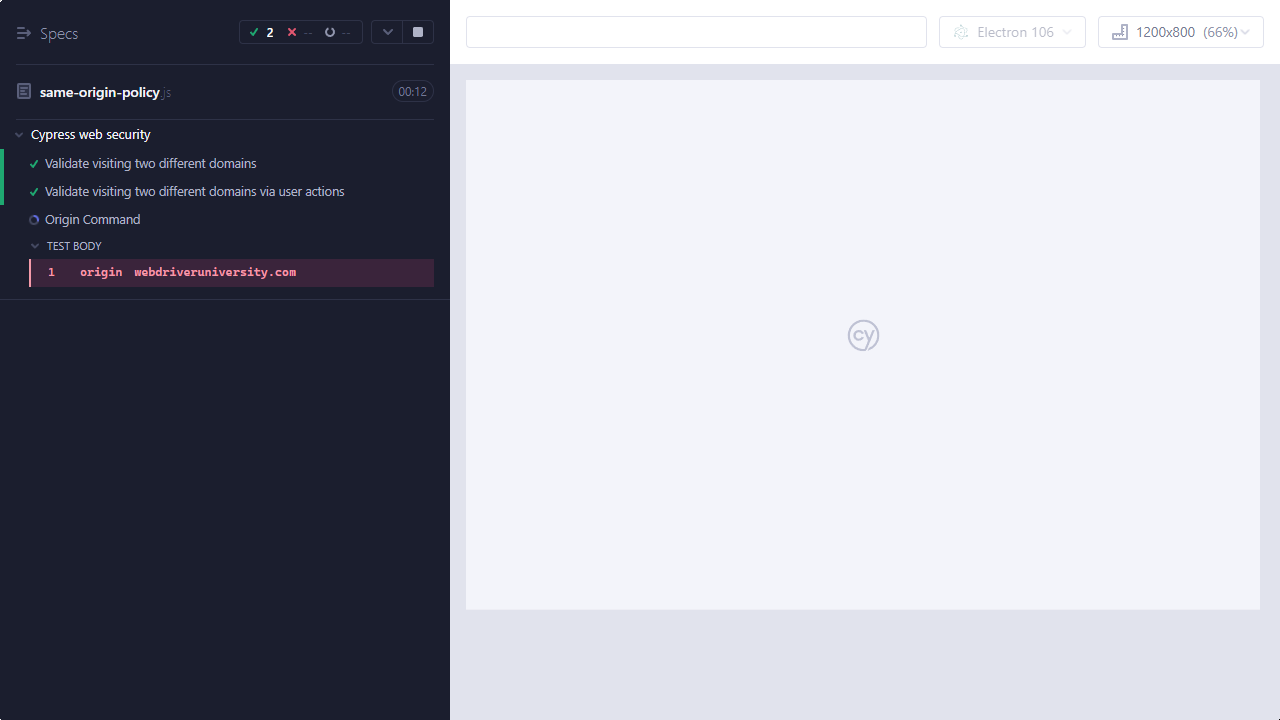 Specs
2
--
--
Electron 106
1200x800 (66%)
same-origin-policy.js
00:12
Cypress web security
Validate visiting two different domains
Validate visiting two different domains via user actions
Origin Command
TEST BODY
1 origin webdriveruniversity.com
cy